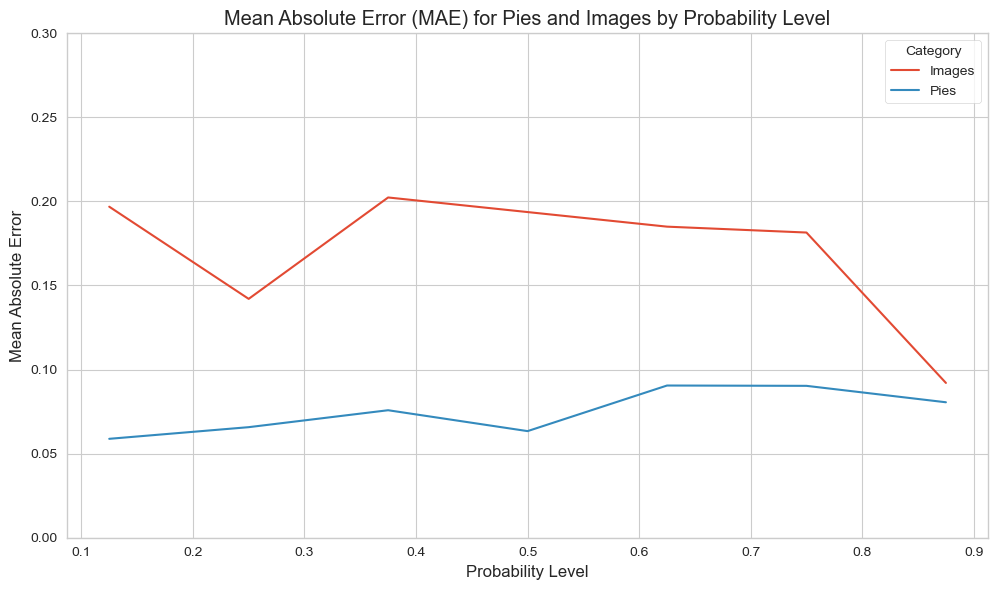 Mean Absolute Error (MAE) for Pies and Images by Probability Level
Category
Images
Pies
Mean Absolute Error
0.30
0.25
0.20
0.15
0.10
0.05
0.00
0.1 0.2 0.3 0.4 0.5 0.6 0.7 0.8 0.9
Probability Level